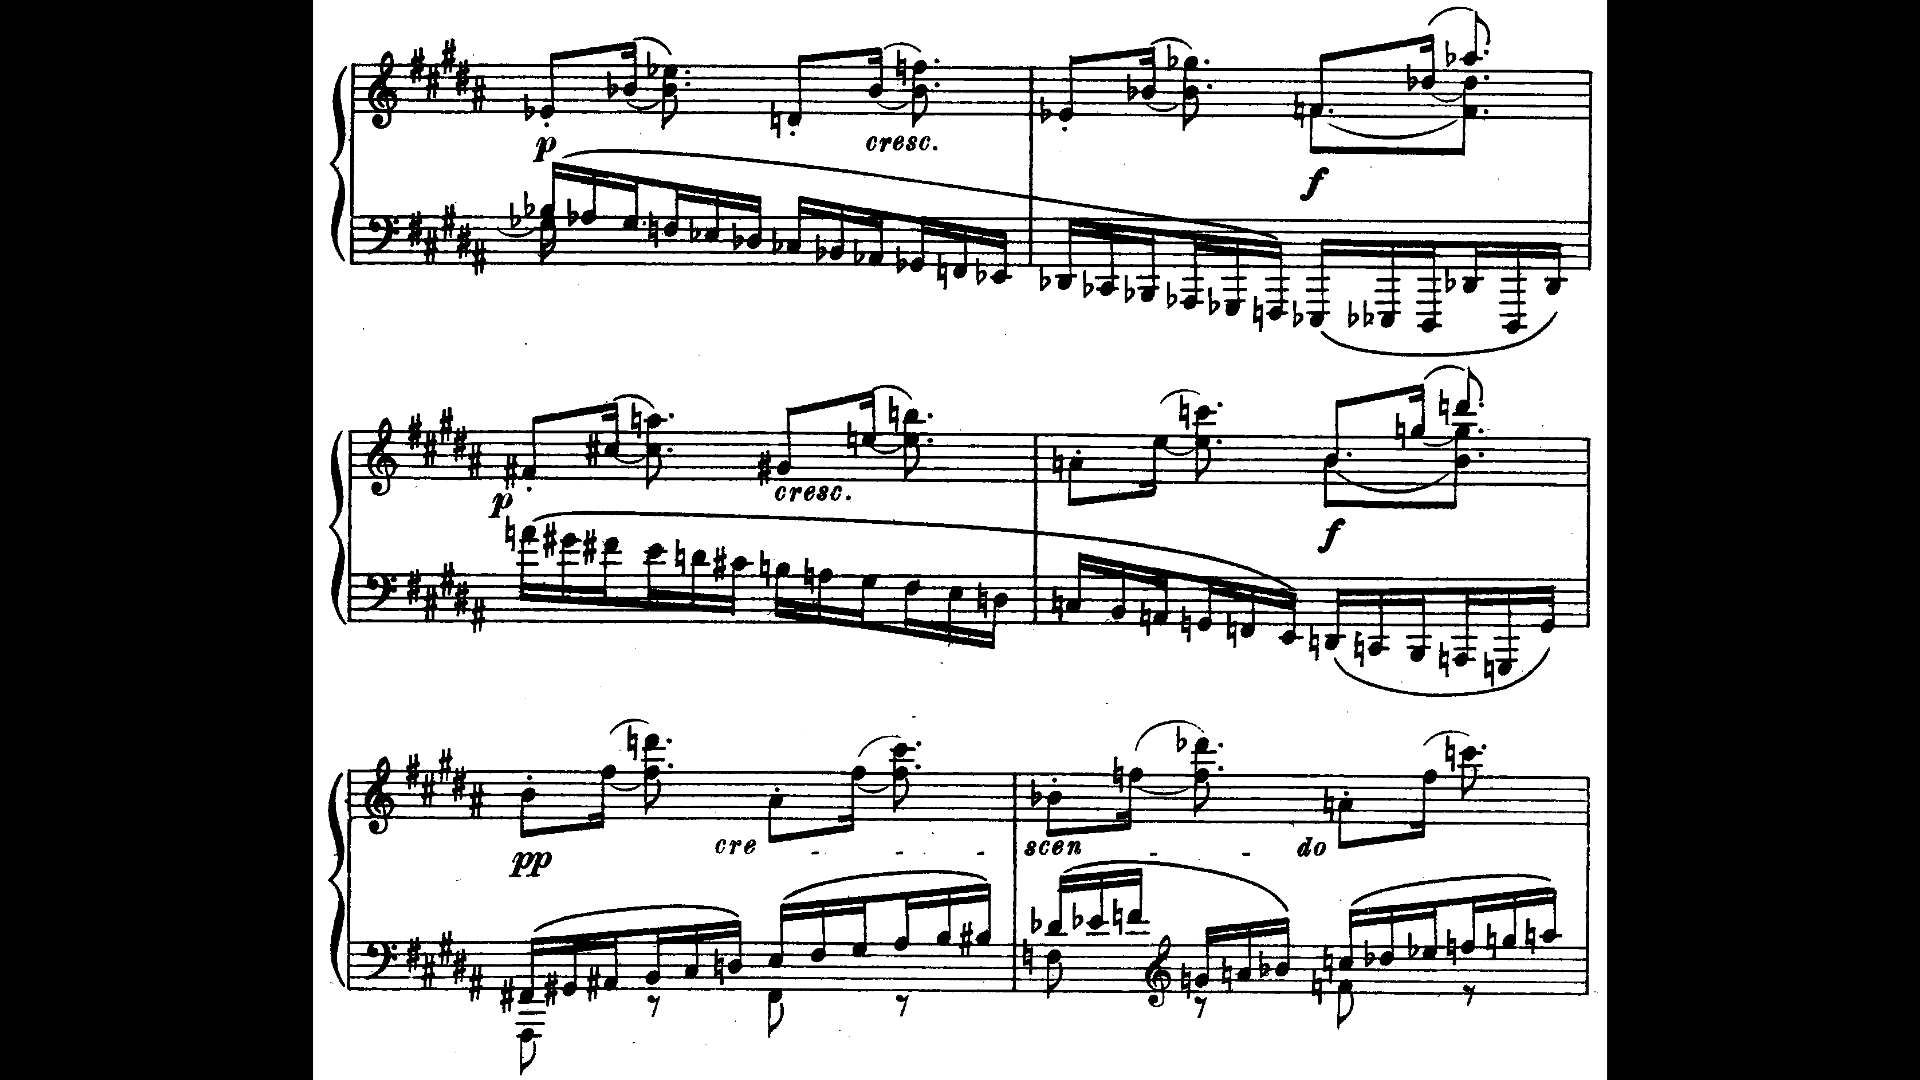 p cresc.
f
p cresc.
f
pp cre - - - scen - - do